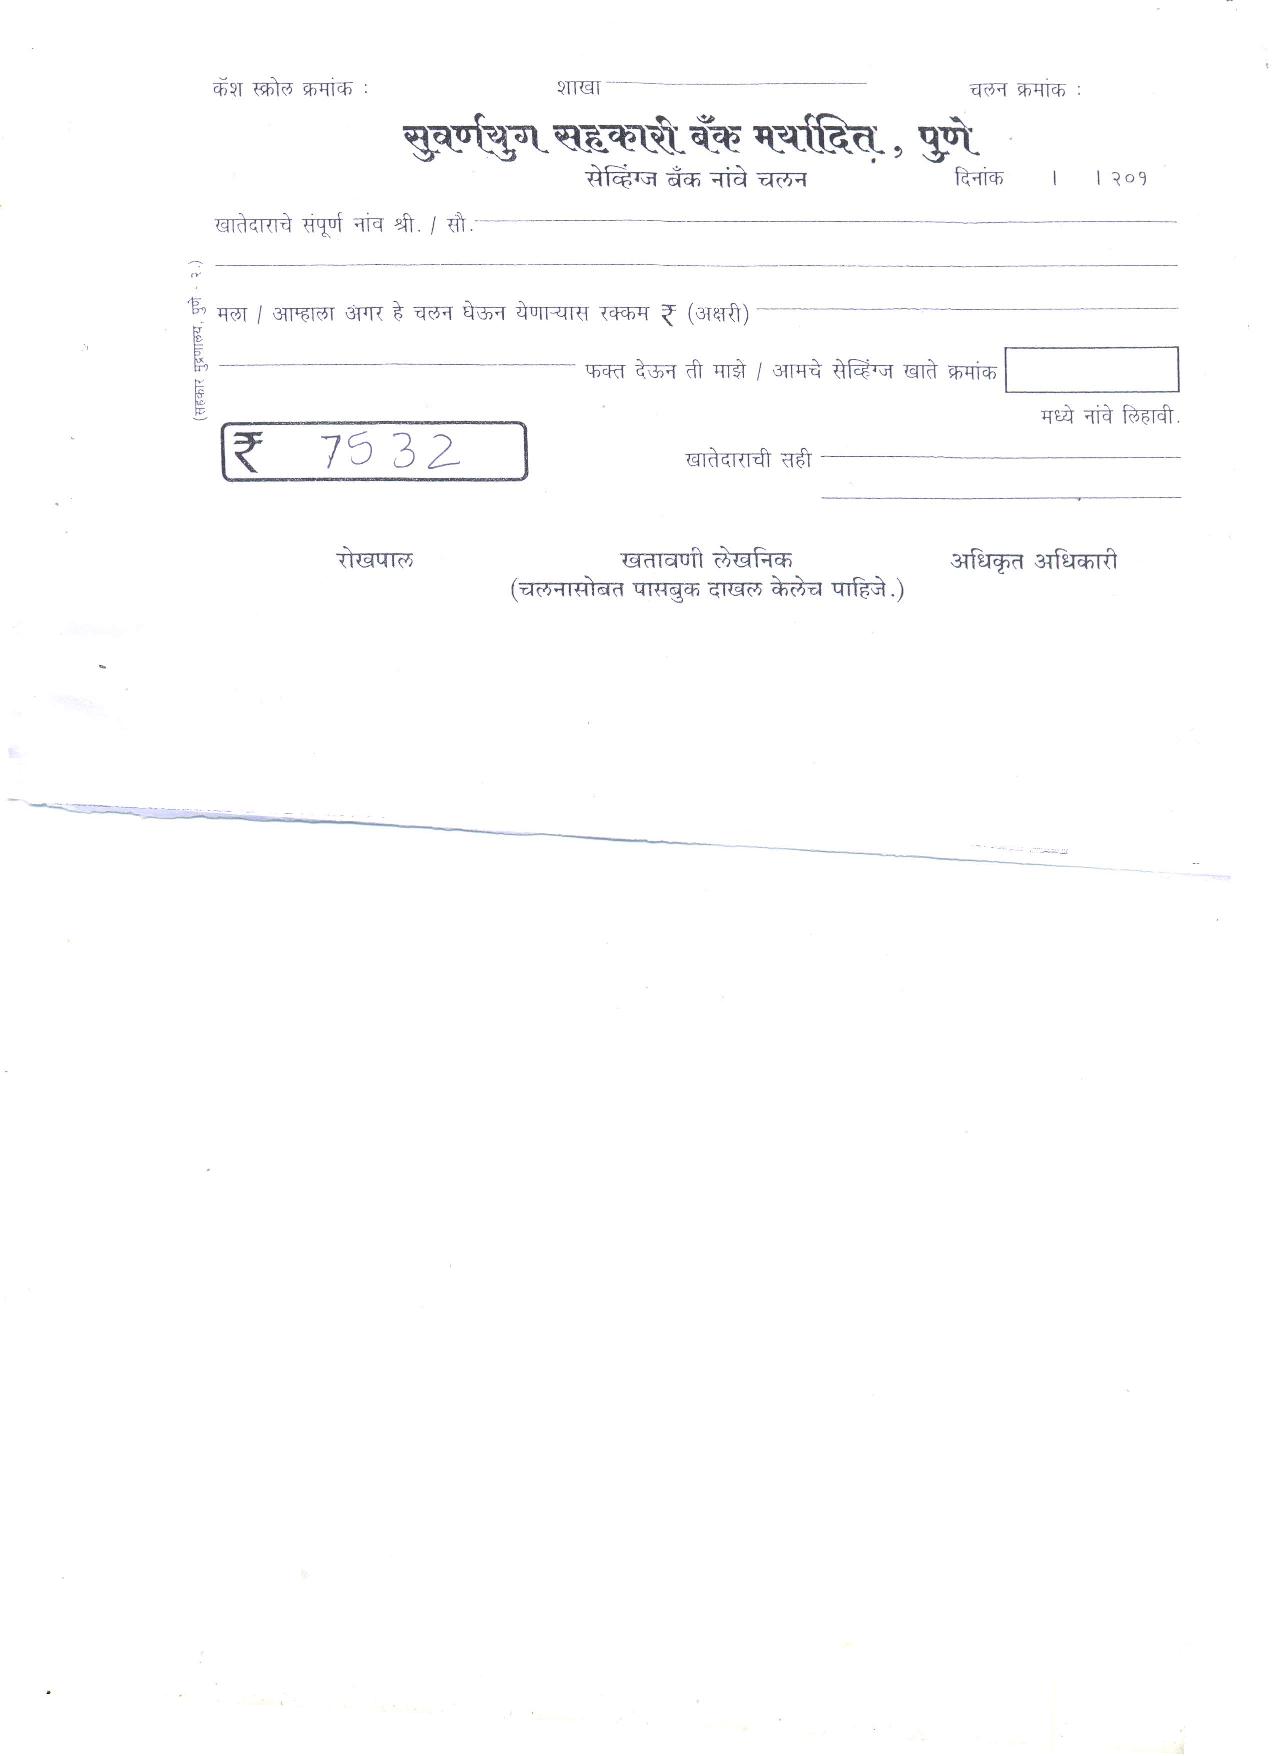 कॅश स्क्रोल क्रमांक : शाखा चलन क्रमांक :
सुवर्णयुग सहकारी बँक मर्यादित, पुणे
सेव्हिंग्ज बँक नांवे चलन दिनांक । । २०१
खातेदाराचे संपूर्ण नांव श्री. / सौ.
मला / आम्हाला अगर हे चलन घेऊन येणाऱ्यास रक्कम ₹ (अक्षरी)
फक्त देऊन ती माझे / आमचे सेव्हिंग्ज खाते क्रमांक
मध्ये नांवे लिहावी.
₹ 7532 खातेदाराची सही
रोखपाल खतावणी लेखनिक अधिकृत अधिकारी
(चलनासोबत पासबुक दाखल केलेच पाहिजे.)
(सहकार मुद्रणालय, पुणे - २.)